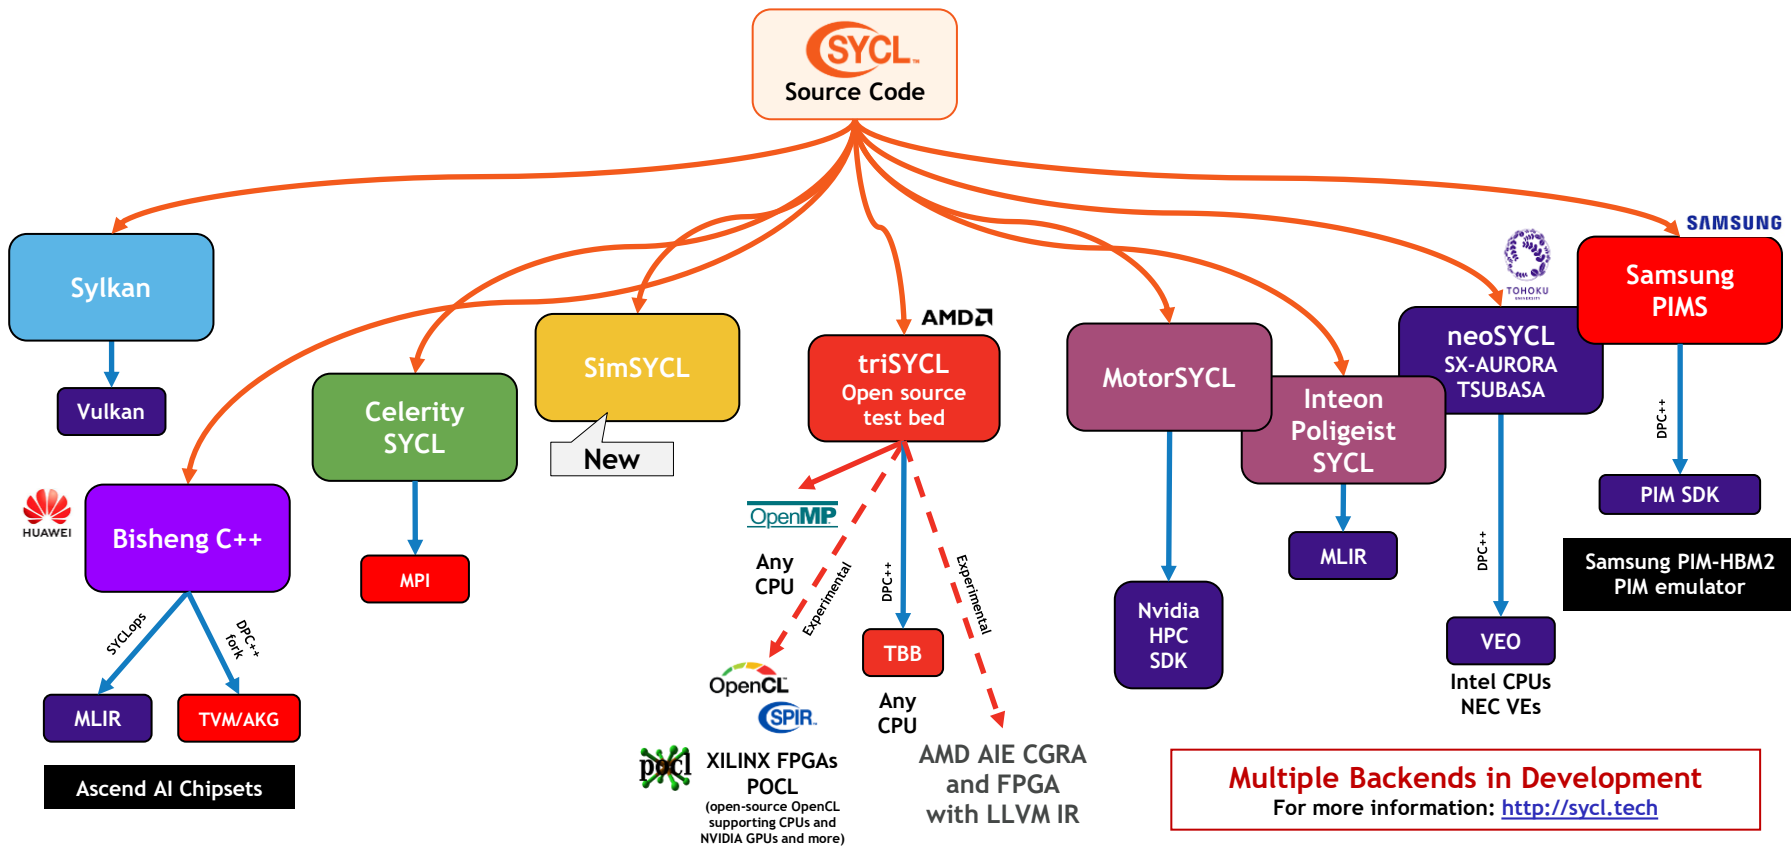 SYCL™
Source Code
Sylkan
Vulkan
HUAWEI
Bisheng C++
SYCLops
DPC++
fork
MLIR
TVM/AKG
Ascend AI Chipsets
Celerity
SYCL
MPI
SimSYCL
New
AMD
triSYCL
Open source
test bed
OpenMP
Any
CPU
Experimental
DPC++
Experimental
OpenCL
SPIR™
pocl
XILINX FPGAs
POCL
(open-source OpenCL
supporting CPUs and
NVIDIA GPUs and more)
TBB
Any
CPU
AMD AIE CGRA
and FPGA
with LLVM IR
MotorSYCL
Nvidia
HPC
SDK
Inteon
Poligeist
SYCL
MLIR
TOHOKU
UNIVERSITY
neoSYCL
SX-AURORA
TSUBASA
DPC++
VEO
Intel CPUs
NEC VEs
SAMSUNG
Samsung
PIMS
DPC++
PIM SDK
Samsung PIM-HBM2
PIM emulator
Multiple Backends in Development
For more information: http://sycl.tech